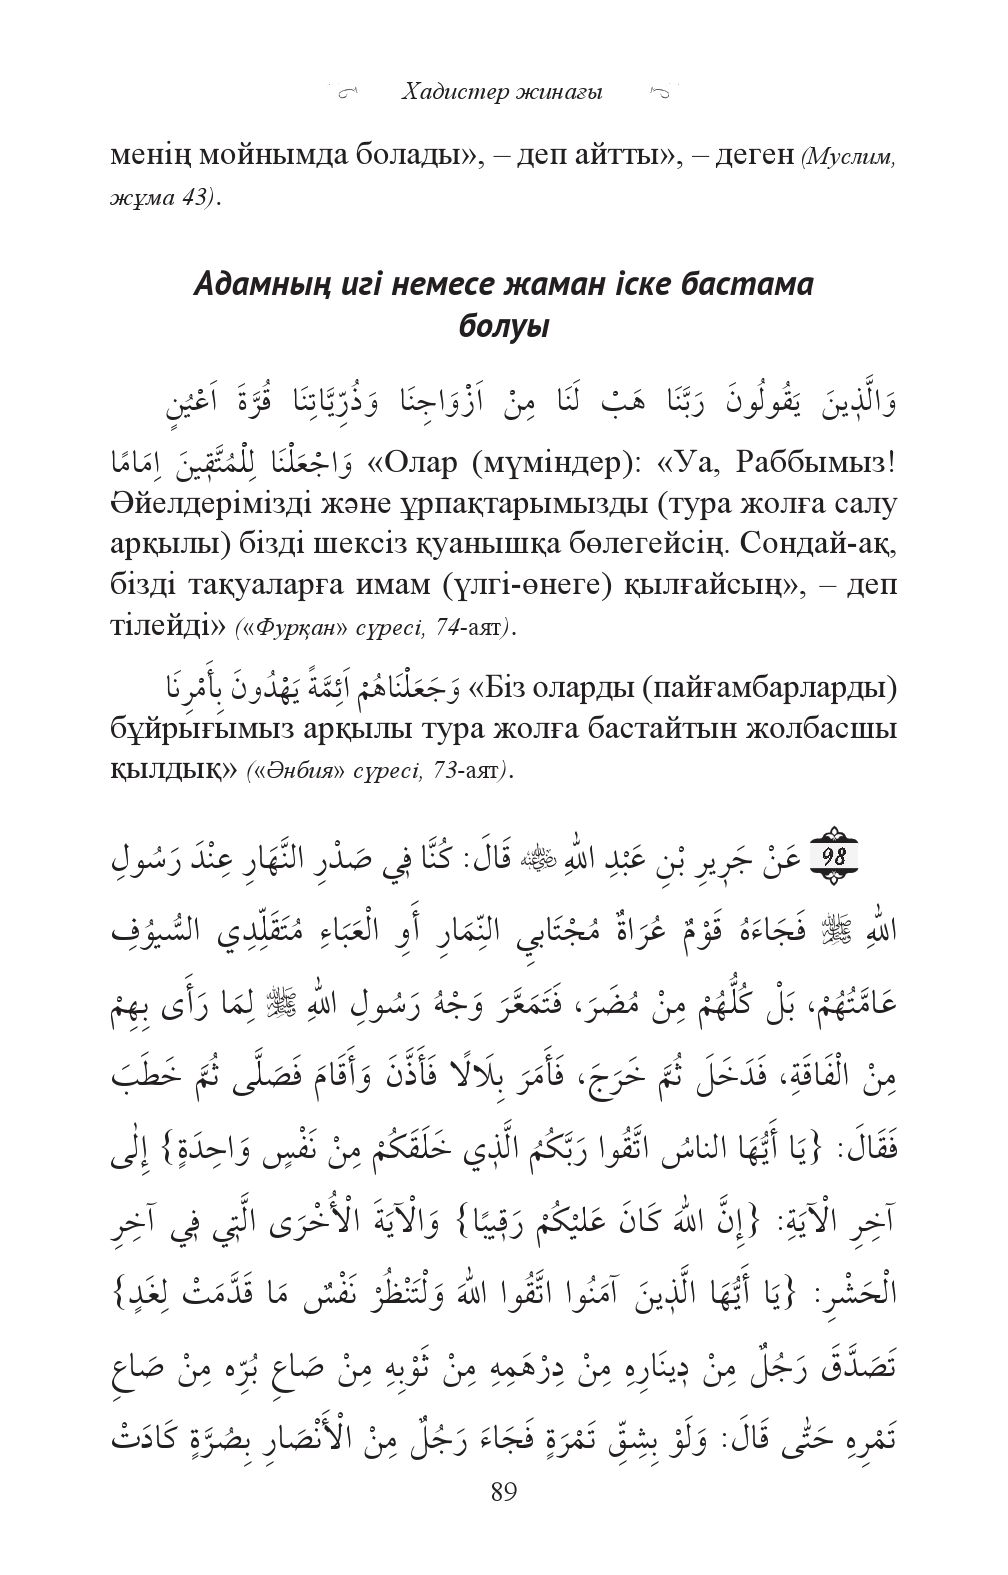 Хадистер жинағы
менің мойнымда болады», – деп айтты», – деген (Муслим,
жұма 43).
Адамның игі немесе жаман іске бастама
болуы
وَالَّذِينَ يَقُولُونَ رَبَّنَا هَبْ لَنَا مِنْ اَزْوَاجِنَا وَذُرِّيَّاتِنَا قُرَّةَ اَعْيُنٍ
وَاجْعَلْنَا لِلْمُتَّقِينَ اِمَامًا «Олар (мүміндер): «Уа, Раббымыз!
Әйелдерімізді және ұрпақтарымызды (тура жолға салу
арқылы) бізді шексіз қуанышқа бөлегейсің. Сондай-ақ,
бізді тақуаларға имам (үлгі-өнеге) қылғайсың», – деп
тілейді» («Фурқан» сүресі, 74-аят).
وَجَعَلْنَاهُمْ اَئِمَّةً يَهْدُونَ بِأَمْرِنَا «Біз оларды (пайғамбарларды)
бұйрығымыз арқылы тура жолға бастайтын жолбасшы
қылдық» («Әнбия» сүресі, 73-аят).
98 عَنْ جَرِيرِ بْنِ عَبْدِ اللهِ ؓ قَالَ: كُنَّا فِي صَدْرِ النَّهَارِ عِنْدَ رَسُولِ
اللهِ ﷺ فَجَاءَهُ قَوْمٌ عُرَاةٌ مُجْتَابِي النِّمَارِ أَوِ الْعَبَاءِ مُتَقَلِّدِي السُّيوُفِ
عَامَّتُهُمْ، بَلْ كُلُّهُمْ مِنْ مُضَرَ، فَتَمَعَّرَ وَجْهُ رَسُولِ اللهِ ﷺ لِمَا رَأَى بِهِمْ
مِنْ الْفَاقَةِ، فَدَخَلَ ثُمَّ خَرَجَ، فَأَمَرَ بِلَالًا فَأَذَّنَ وَأَقَامَ فَصَلَّى ثُمَّ خَطَبَ
فَقَالَ: {يَا أَيُّهَا الناسُ اتَّقُوا رَبَّكُمُ الَّذِي خَلَقَكُمْ مِنْ نَفْسٍ وَاحِدَةٍ} إِلَى
آخِرِ الْآيَةِ: {إِنَّ اللهَ كَانَ عَليْكُمْ رَقِيبًا} وَالْآيَةَ الْأُخْرَى الَّتِي فِي آخِرِ
الْحَشْرِ: {يَا أَيُّهَا الَّذِينَ آمَنُوا اتَّقُوا اللهَ وَلْتَنْظُرْ نَفْسٌ مَا قَدَّمَتْ لِغَدٍ}
تَصَدَّقَ رَجُلٌ مِنْ دِينَارِهِ مِنْ دِرْهَمِهِ مِنْ ثَوْبِهِ مِنْ صَاعِ بُرِّه مِنْ صَاعِ
تَمْرِهِ حَتَّى قَالَ: وَلَوْ بِشِقِّ تَمْرَةٍ فَجَاءَ رَجُلٌ مِنْ الْأَنْصَارِ بِصُرَّةٍ كَادَتْ
89